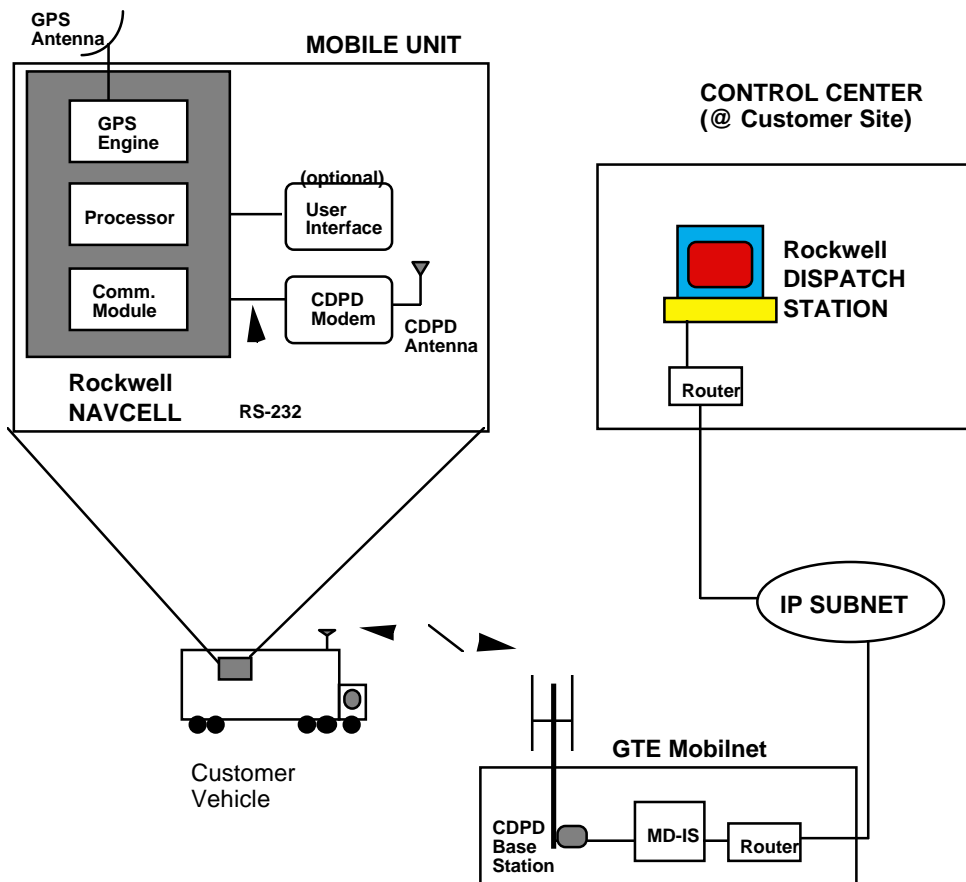 GPS
Antenna
MOBILE UNIT
GPS
Engine
Processor
Comm.
Module
(optional)
User
Interface
CDPD
Modem
CDPD
Antenna
Rockwell
NAVCELL
RS-232
CONTROL CENTER
(@ Customer Site)
Rockwell
DISPATCH
STATION
Router
IP SUBNET
Customer
Vehicle
GTE Mobilnet
CDPD
Base
Station
MD-IS
Router